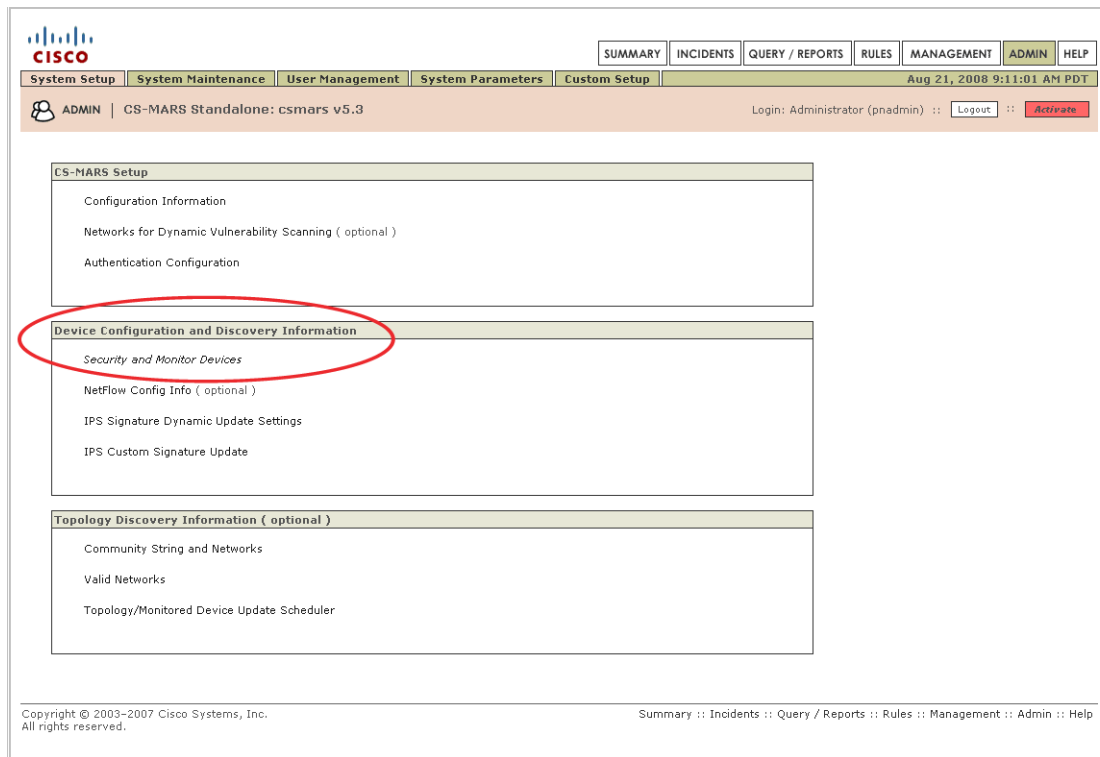 CISCO
SUMMARY INCIDENTS QUERY / REPORTS RULES MANAGEMENT ADMIN HELP
System Setup System Maintenance User Management System Parameters Custom Setup Aug 21, 2008 9:11:01 AM PDT
ADMIN | CS-MARS Standalone: csmars v5.3 Login: Administrator (pnadmin) :: Logout :: Activate
CS-MARS Setup
Configuration Information
Networks for Dynamic Vulnerability Scanning ( optional )
Authentication Configuration
Device Configuration and Discovery Information
Security and Monitor Devices
NetFlow Config Info ( optional )
IPS Signature Dynamic Update Settings
IPS Custom Signature Update
Topology Discovery Information ( optional )
Community String and Networks
Valid Networks
Topology/Monitored Device Update Scheduler
Copyright © 2003-2007 Cisco Systems, Inc. Summary :: Incidents :: Query / Reports :: Rules :: Management :: Admin :: Help
All rights reserved.